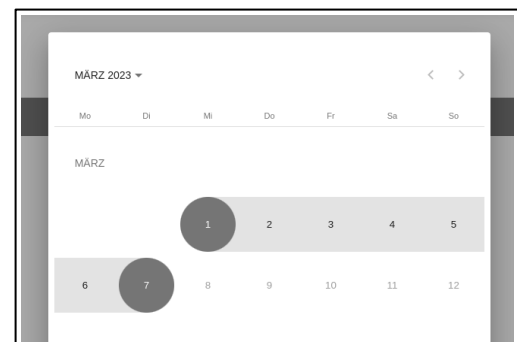 MÄRZ 2023
Mo Di Mi Do Fr Sa So
MÄRZ
1 2 3 4 5
6 7 8 9 10 11 12